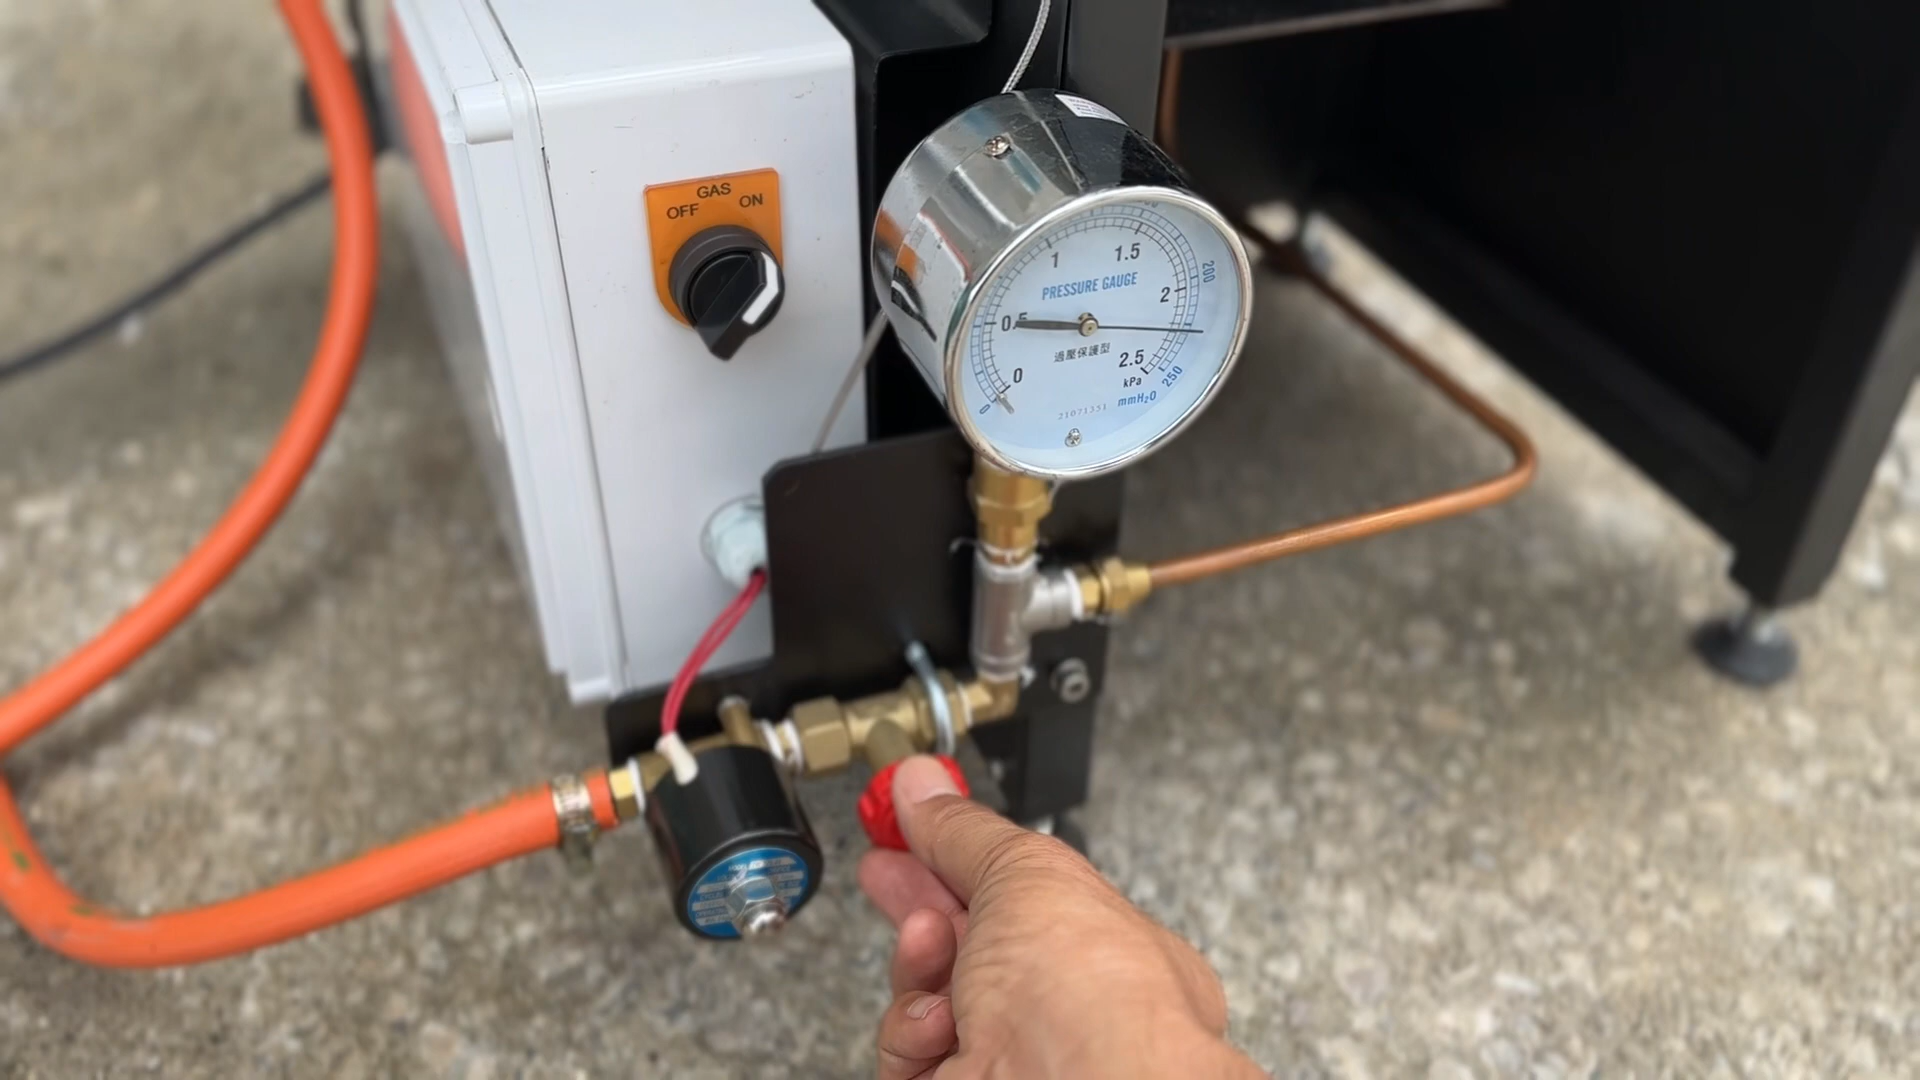 GAS
OFF ON
0
0.5
1
1.5
2
2.5
PRESSURE GAUGE
過壓保護型
kPa
mmH₂O
0
200
250
21071351